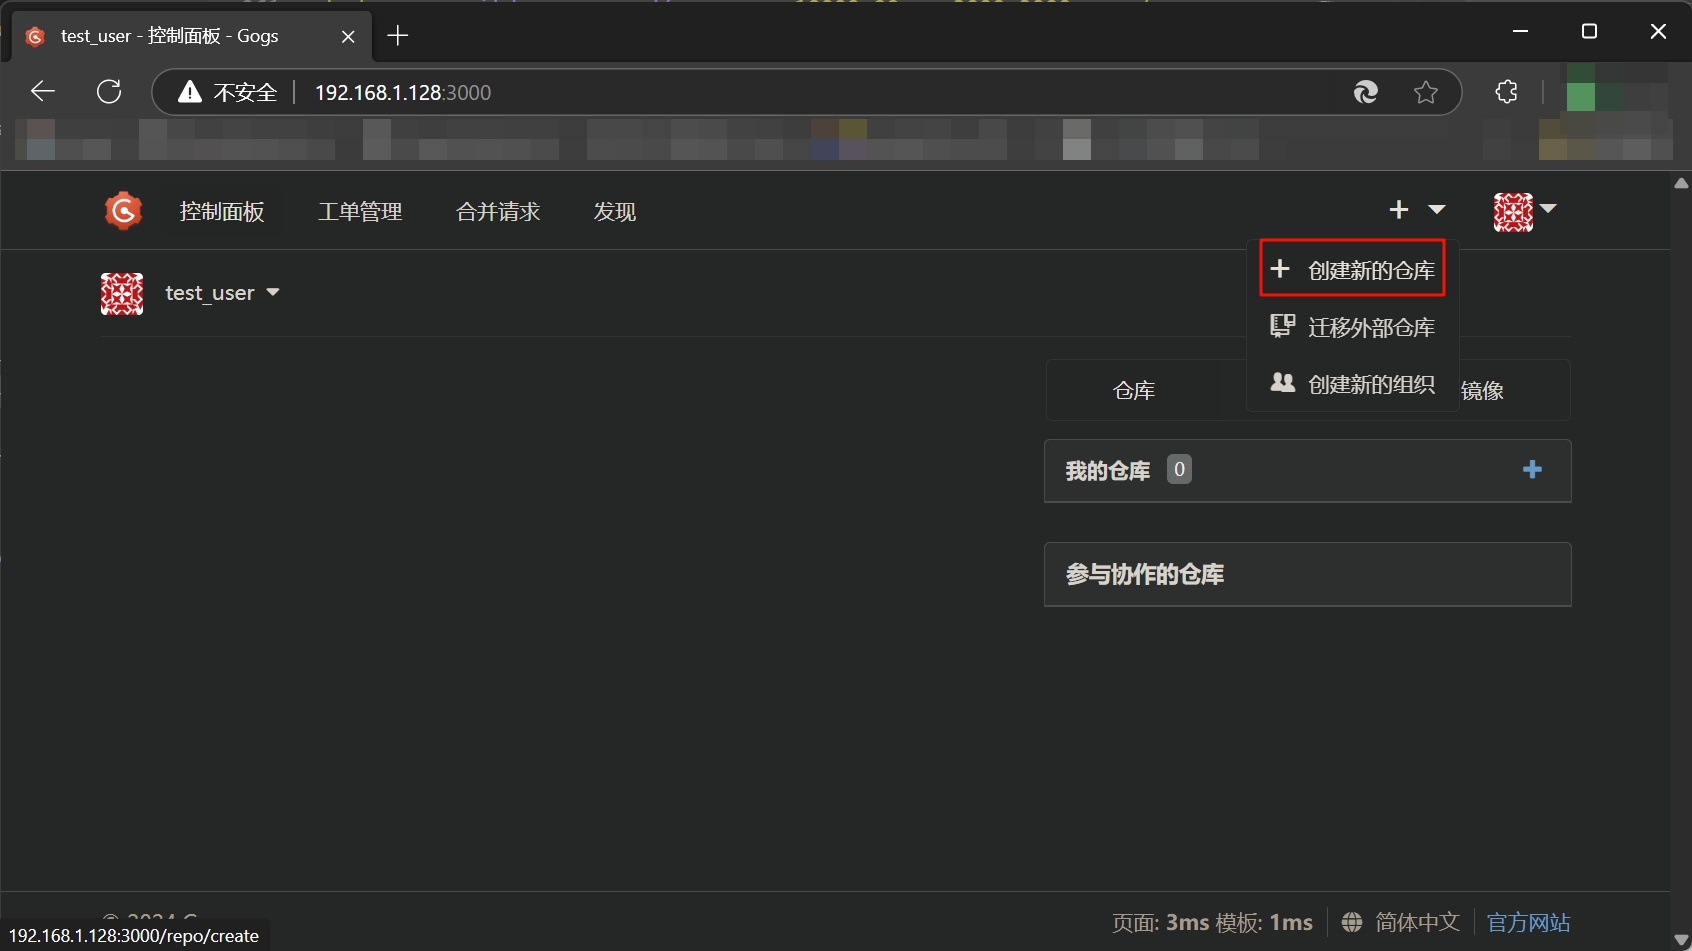 test_user - 控制面板 - Gogs
不安全 192.168.1.128:3000
控制面板 工单管理 合并请求 发现
test_user
创建新的仓库
迁移外部仓库
创建新的组织
仓库 镜像
我的仓库 0
参与协作的仓库
页面: 3ms 模板: 1ms 简体中文 官方网站
192.168.1.128:3000/repo/create